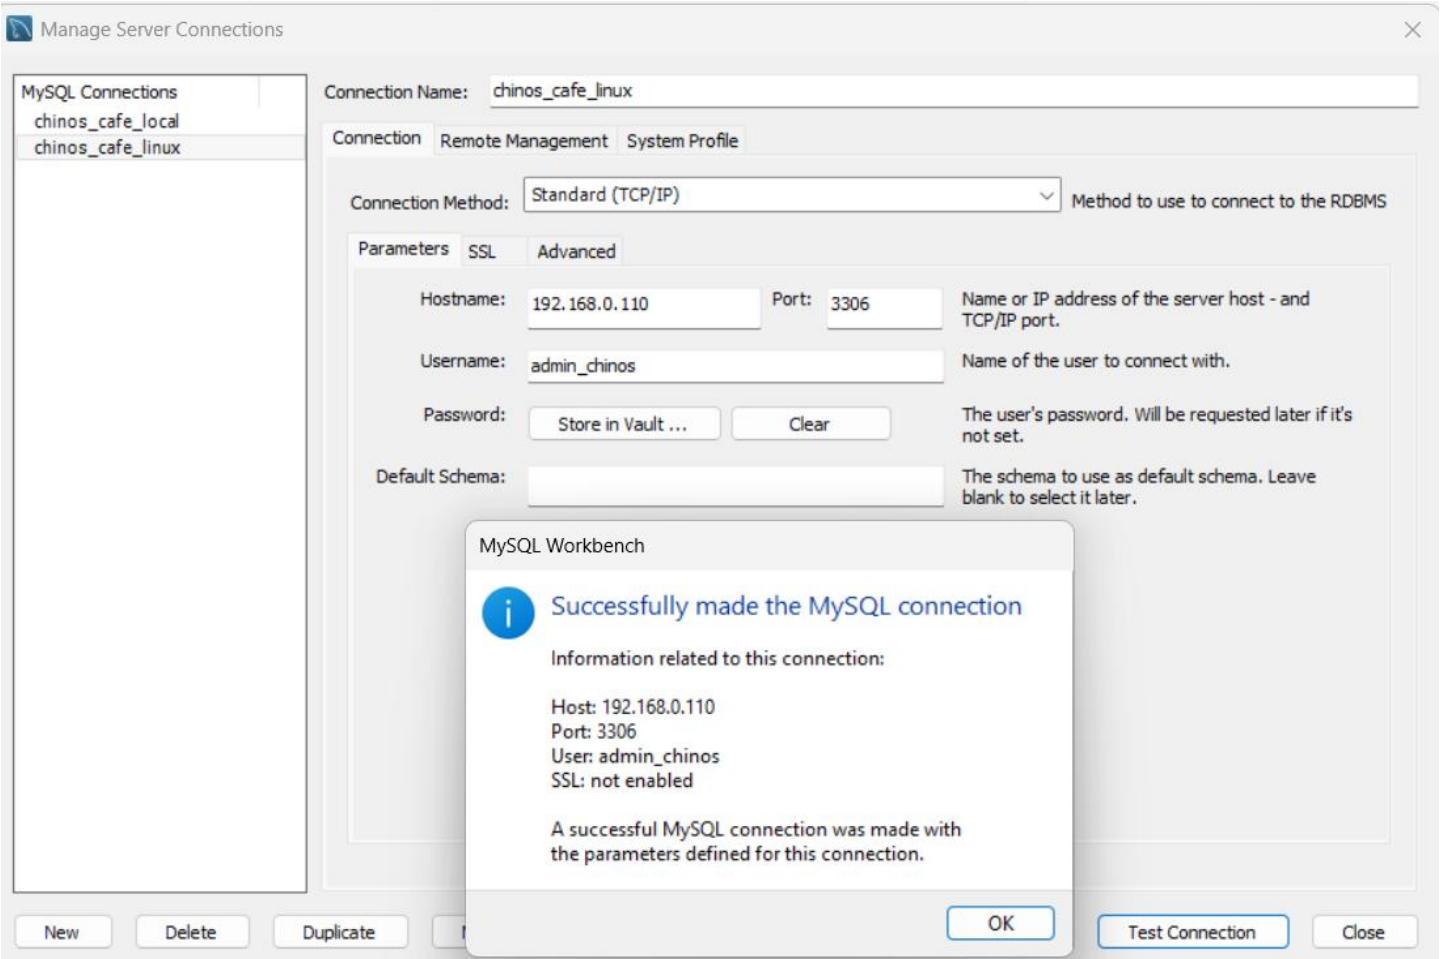 Manage Server Connections
MySQL Connections
chinos_cafe_local
chinos_cafe_linux
Connection Name: chinos_cafe_linux
Connection Remote Management System Profile
Connection Method: Standard (TCP/IP) Method to use to connect to the RDBMS
Parameters SSL Advanced
Hostname: 192.168.0.110 Port: 3306 Name or IP address of the server host - and
TCP/IP port.
Username: admin_chinos Name of the user to connect with.
Password: Store in Vault ... Clear The user's password. Will be requested later if it's
not set.
Default Schema: The schema to use as default schema. Leave
blank to select it later.
MySQL Workbench
i
Successfully made the MySQL connection
Information related to this connection:
Host: 192.168.0.110
Port: 3306
User: admin_chinos
SSL: not enabled
A successful MySQL connection was made with
the parameters defined for this connection.
OK
New Delete Duplicate Test Connection Close